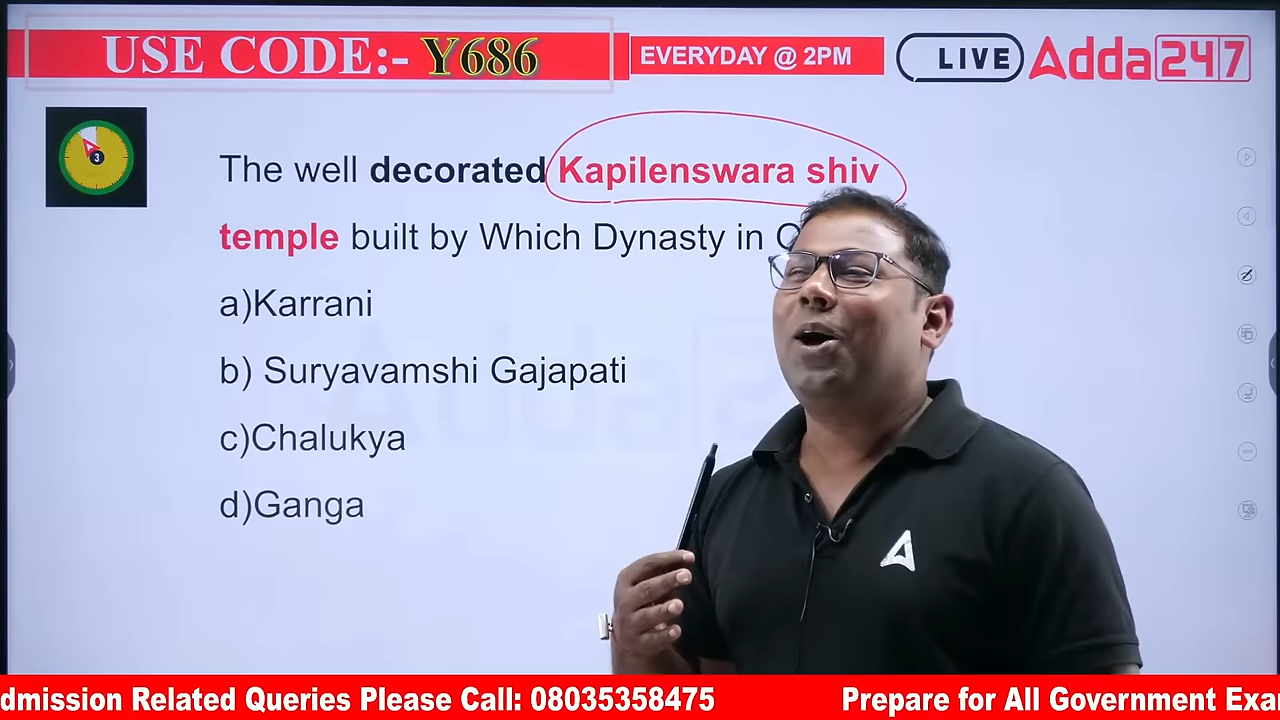 USE CODE:- Y686
EVERYDAY @ 2PM
LIVE
Adda247
3
The well decorated Kapilenswara shiv
temple built by Which Dynasty in
a)Karrani
b) Suryavamshi Gajapati
c)Chalukya
d)Ganga
dmission Related Queries Please Call: 08035358475
Prepare for All Government Exa